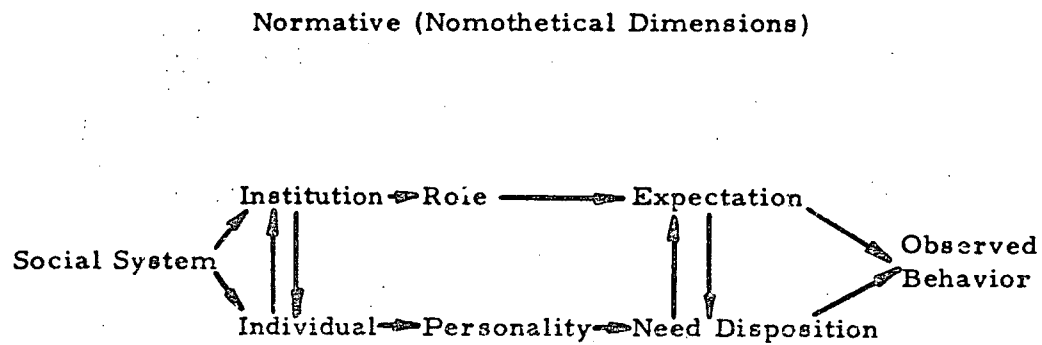 Normative (Nomothetical Dimensions)
Institution Role Expectation
Social System
Observed
Behavior
Individual Personality Need Disposition